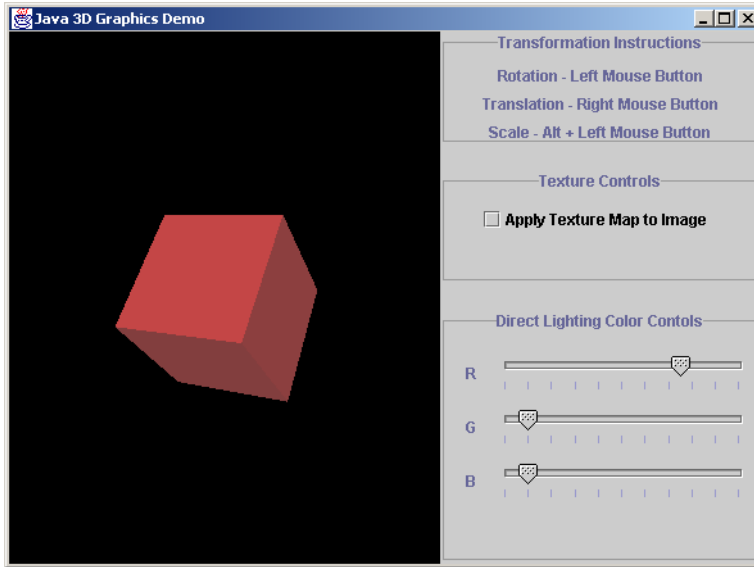 Java 3D Graphics Demo
Transformation Instructions
Rotation - Left Mouse Button
Translation - Right Mouse Button
Scale - Alt + Left Mouse Button
Texture Controls
Apply Texture Map to Image
Direct Lighting Color Contols
R
G
B